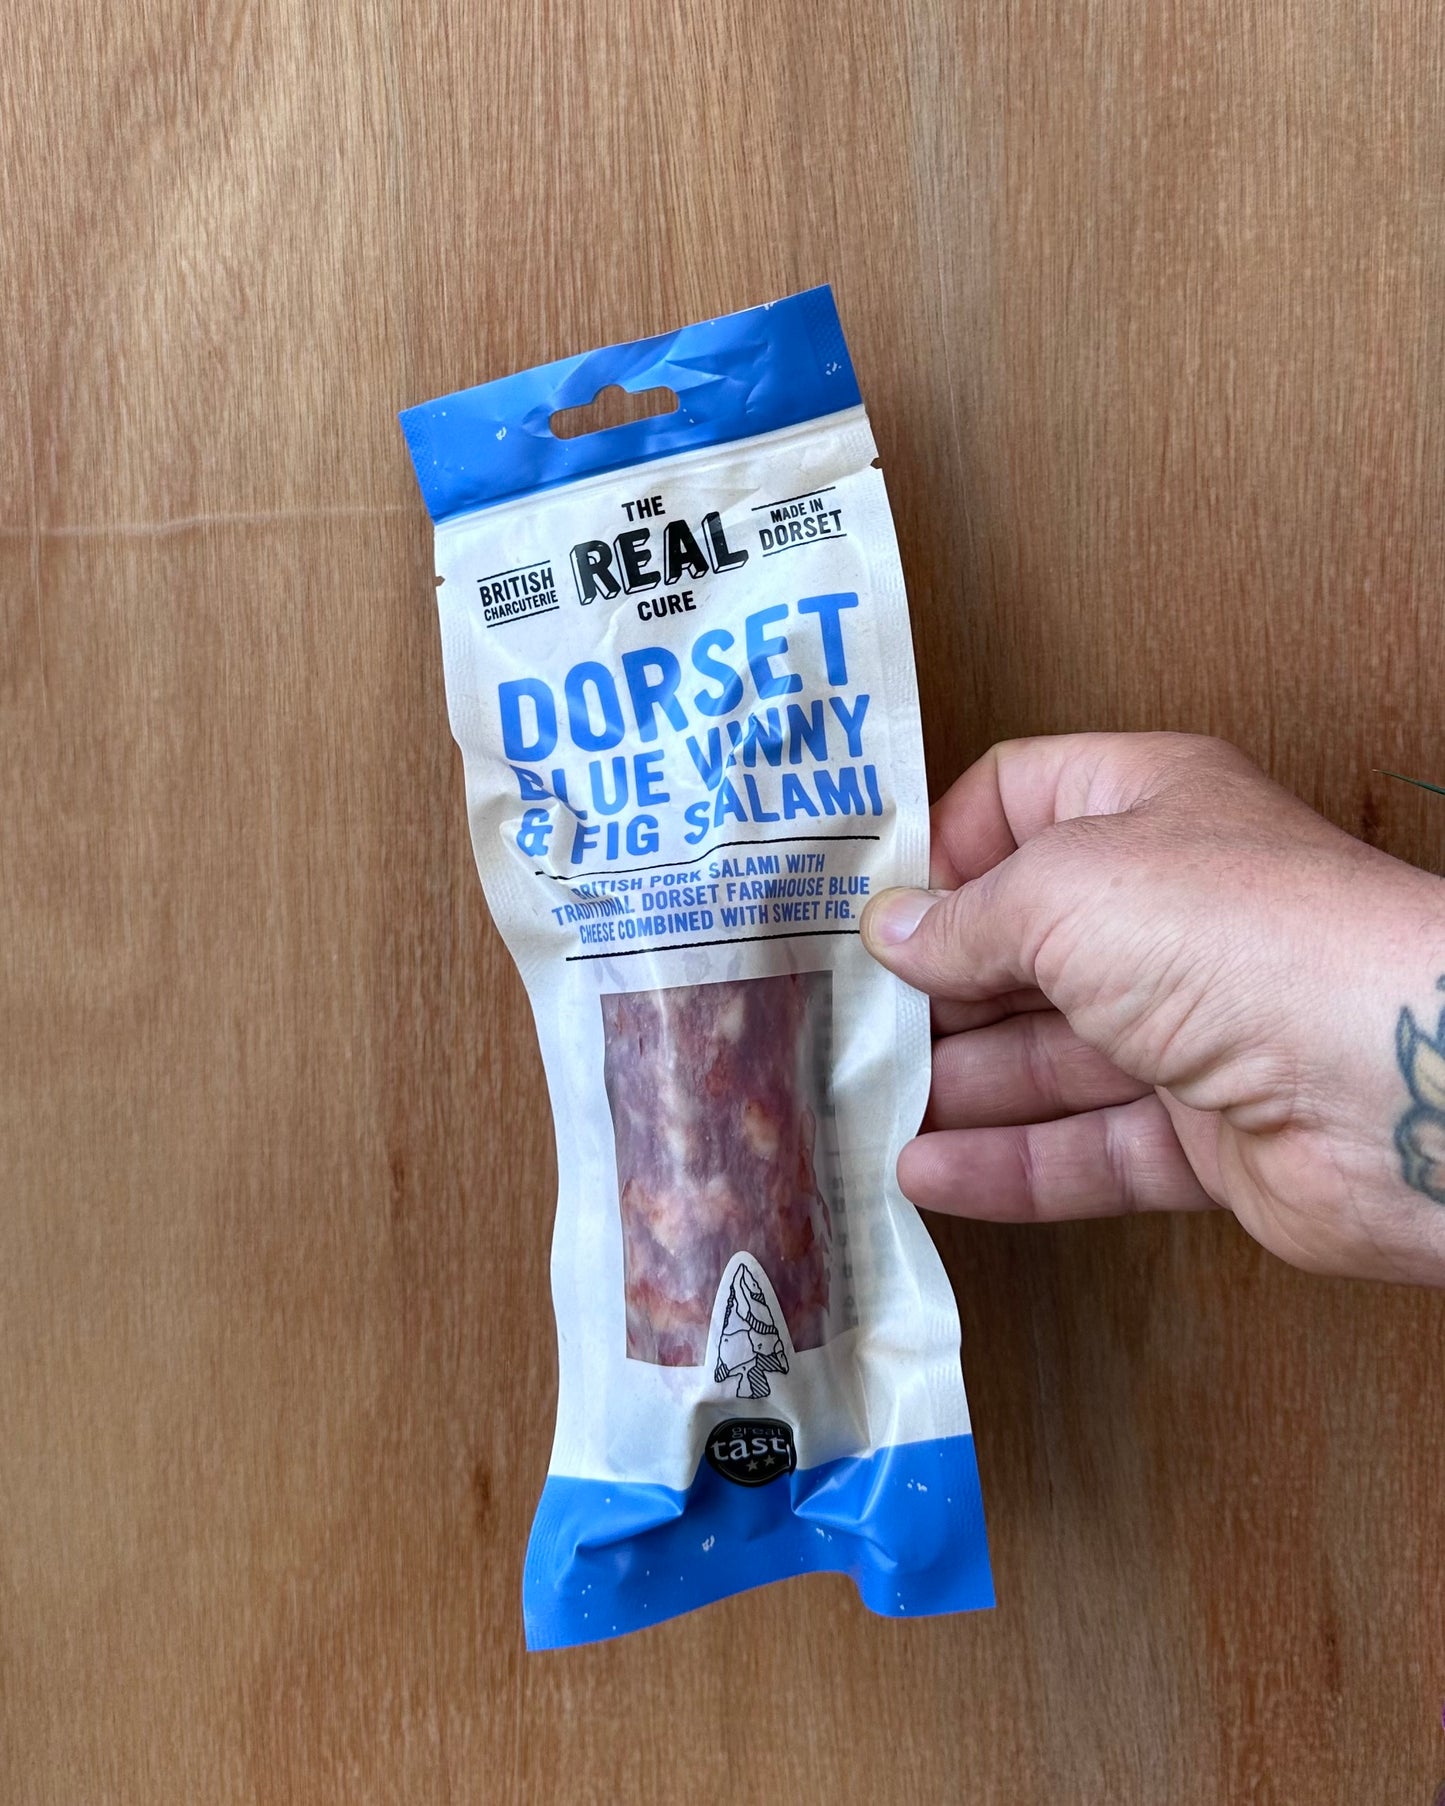 THE
REAL
CURE
BRITISH
CHARCUTERIE
MADE IN
DORSET
DORSET
BLUE VINNY
& FIG SALAMI
BRITISH PORK SALAMI WITH
TRADITIONAL DORSET FARMHOUSE BLUE
CHEESE COMBINED WITH SWEET FIG.
great
taste